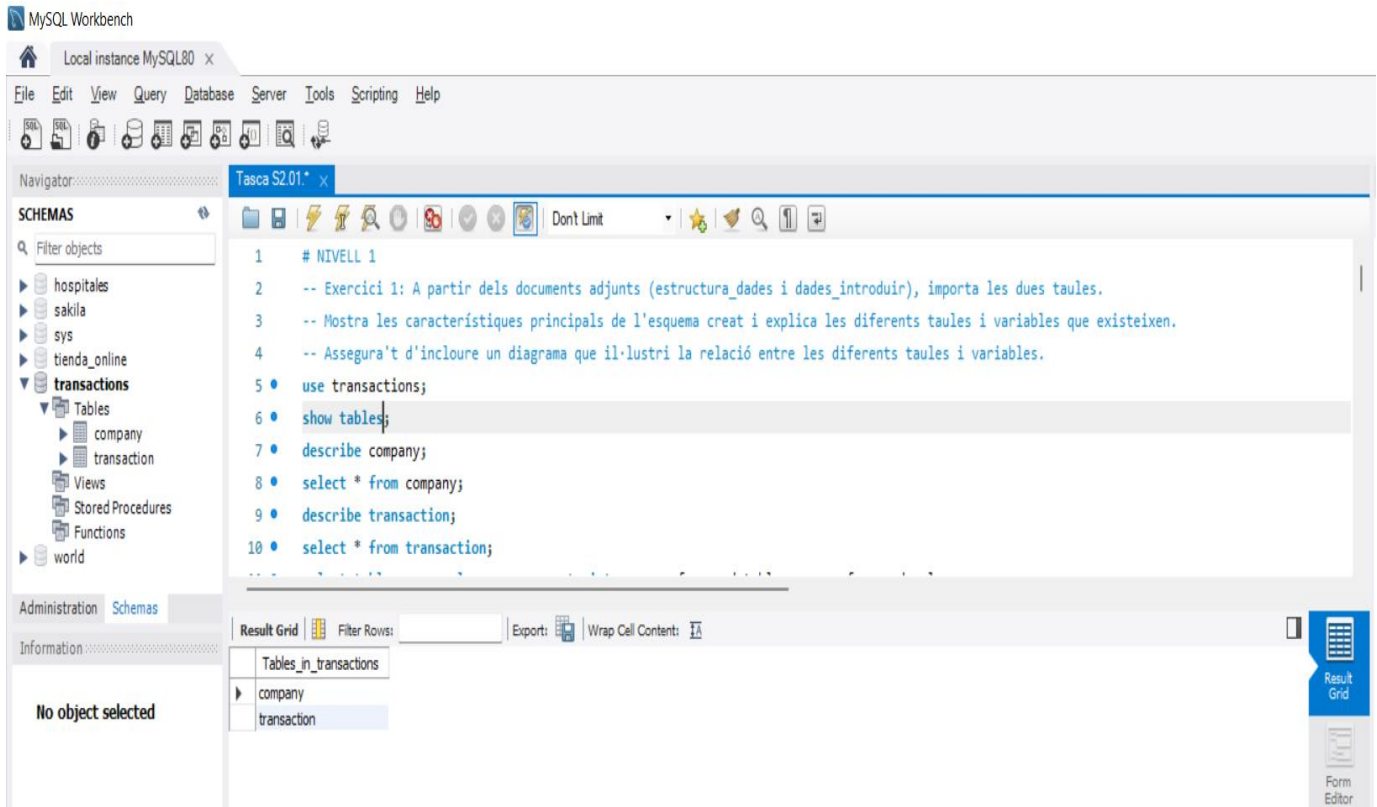 MySQL Workbench
Local instance MySQL80
File Edit View Query Database Server Tools Scripting Help
Navigator
SCHEMAS
Filter objects
hospitales
sakila
sys
tienda_online
transactions
Tables
company
transaction
Views
Stored Procedures
Functions
world
Administration Schemas
Information
No object selected
Tasca S2.01.*
Don't Limit
1 # NIVELL 1
2 -- Exercici 1: A partir dels documents adjunts (estructura_dades i dades_introduir), importa les dues taules.
3 -- Mostra les característiques principals de l'esquema creat i explica les diferents taules i variables que existeixen.
4 -- Assegura't d'incloure un diagrama que il·lustri la relació entre les diferents taules i variables.
5 use transactions;
6 show tables;
7 describe company;
8 select * from company;
9 describe transaction;
10 select * from transaction;
Result Grid Filter Rows: Export: Wrap Cell Content:
Tables_in_transactions
company
transaction
Result
Grid
Form
Editor